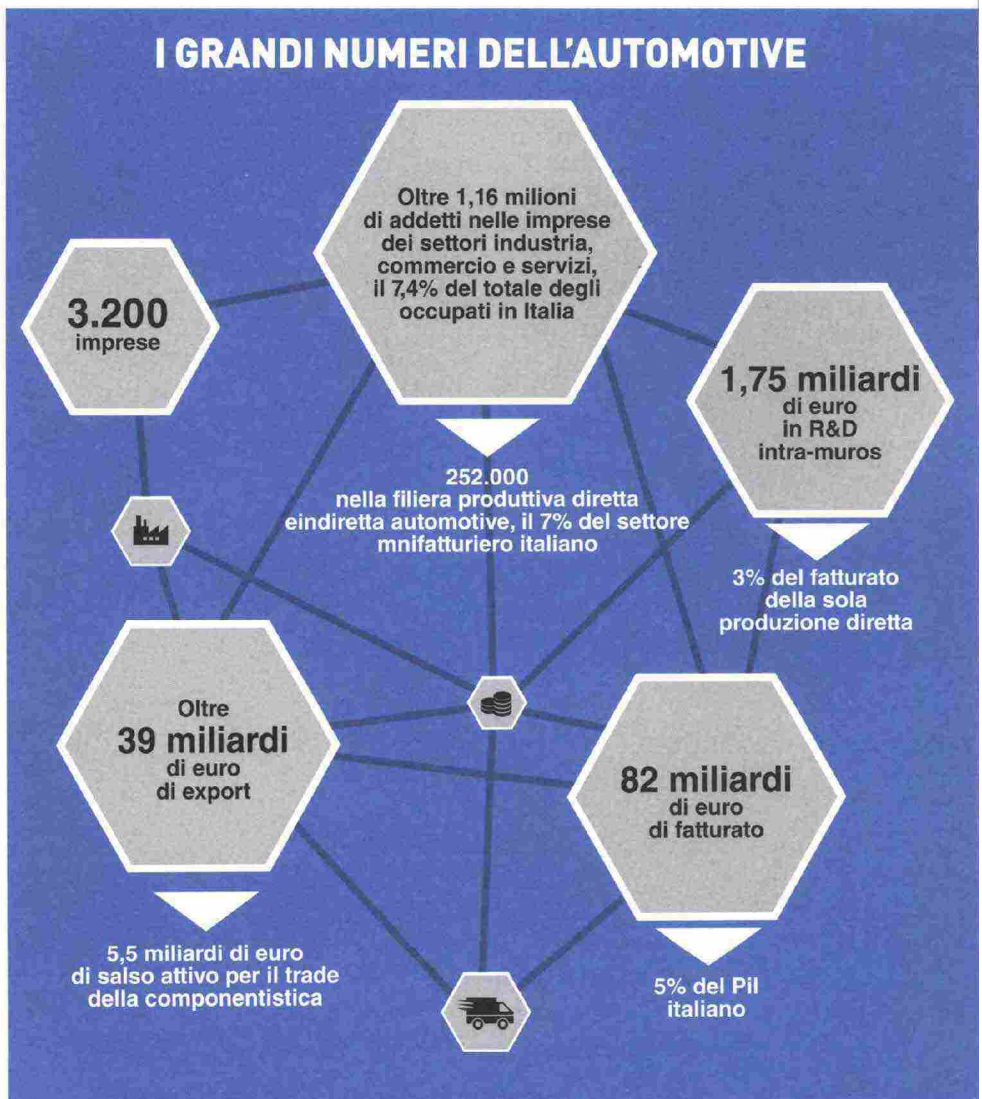 I GRANDI NUMERI DELL'AUTOMOTIVE
Oltre 1,16 milioni
di addetti nelle imprese
dei settori industria,
commercio e servizi,
il 7,4% del totale degli
occupati in Italia
252.000
nella filiera produttiva diretta
eindiretta automotive, il 7% del settore
mnifatturiero italiano
3.200
imprese
1,75 miliardi
di euro
in R&D
intra-muros
3% del fatturato
della sola
produzione diretta
Oltre
39 miliardi
di euro
di export
5,5 miliardi di euro
di salso attivo per il trade
della componentistica
82 miliardi
di euro
di fatturato
5% del Pil
italiano